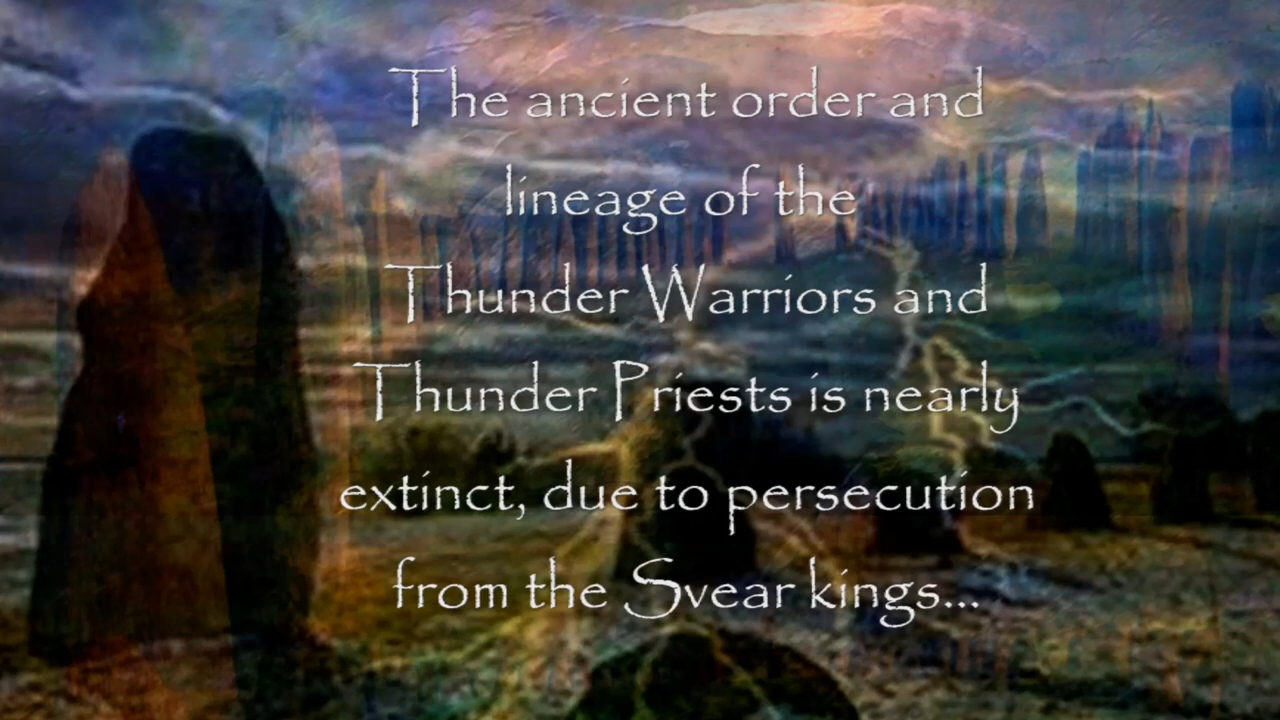 The ancient order and
lineage of the
Thunder Warriors and
Thunder Priests is nearly
extinct, due to persecution
from the Svear kings...